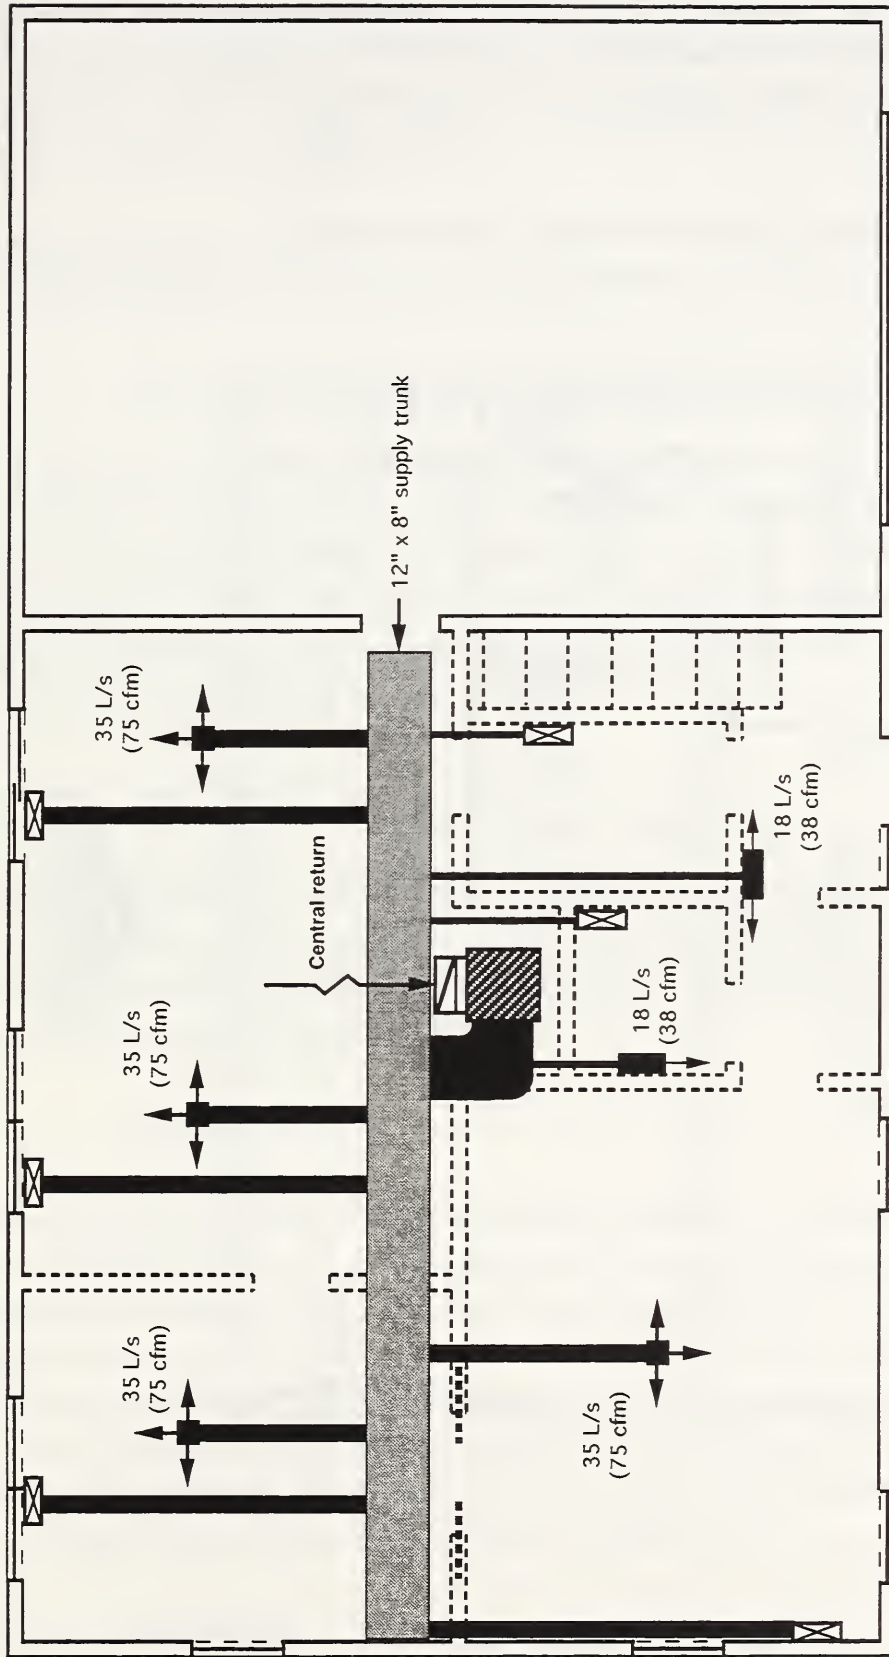 35 L/s
(75 cfm)
12" x 8" supply trunk
Central return
18 L/s
(38 cfm)
35 L/s
(75 cfm)
18 L/s
(38 cfm)
35 L/s
(75 cfm)
35 L/s
(75 cfm)